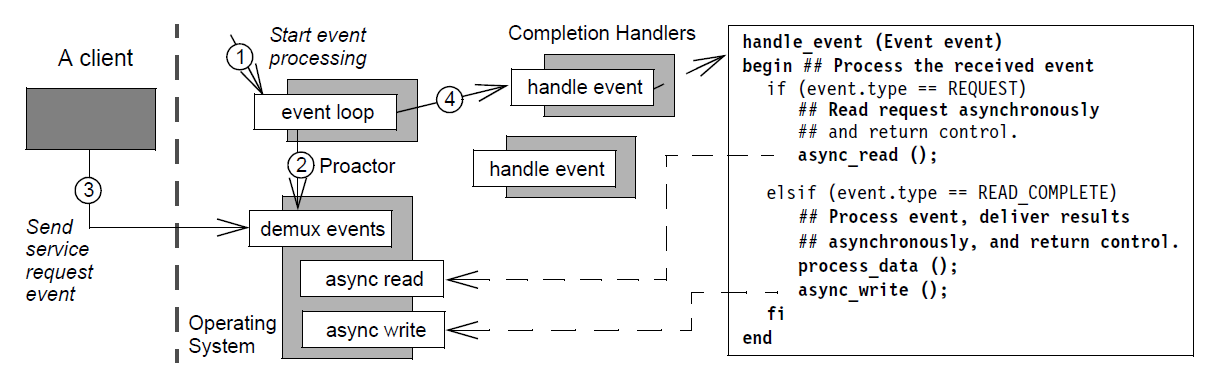 A client
1
Start event
processing
event loop
2
Proactor
3
Send
service
request
event
demux events
async read
async write
Operating
System
4
Completion Handlers
handle event
handle event
handle_event (Event event)
begin ## Process the received event
if (event.type == REQUEST)
## Read request asynchronously
## and return control.
async_read ();
elsif (event.type == READ_COMPLETE)
## Process event, deliver results
## asynchronously, and return control.
process_data ();
async_write ();
fi
end